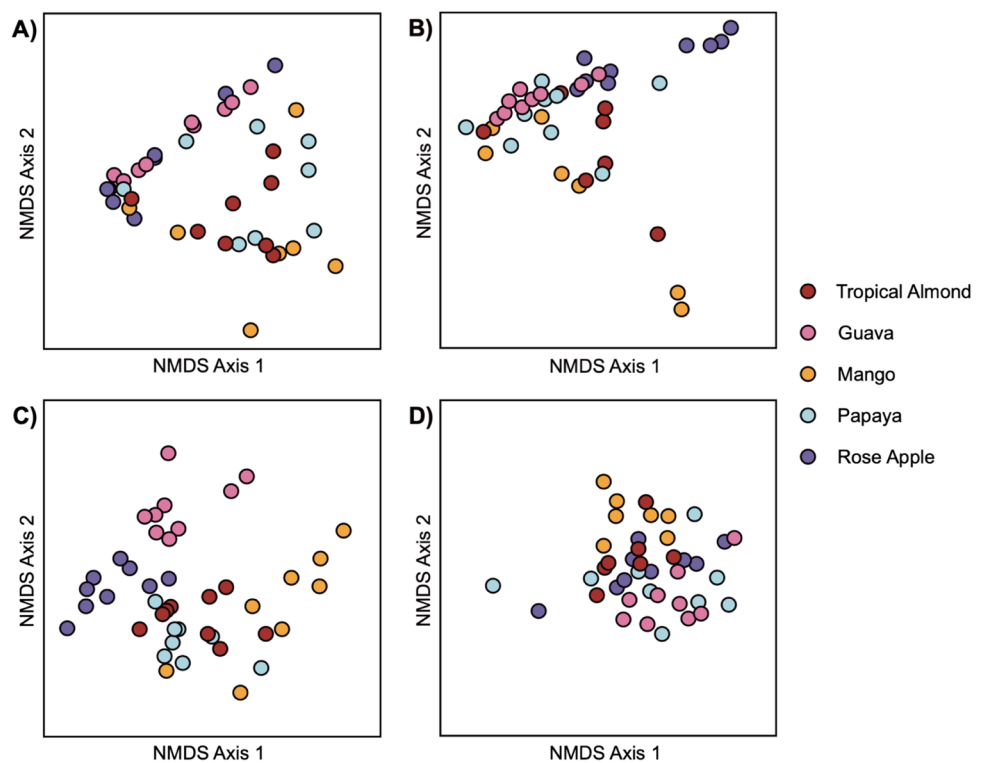 A)
NMDS Axis 2
NMDS Axis 1
B)
NMDS Axis 2
NMDS Axis 1
C)
NMDS Axis 2
NMDS Axis 1
D)
NMDS Axis 2
NMDS Axis 1
Tropical Almond
Guava
Mango
Papaya
Rose Apple